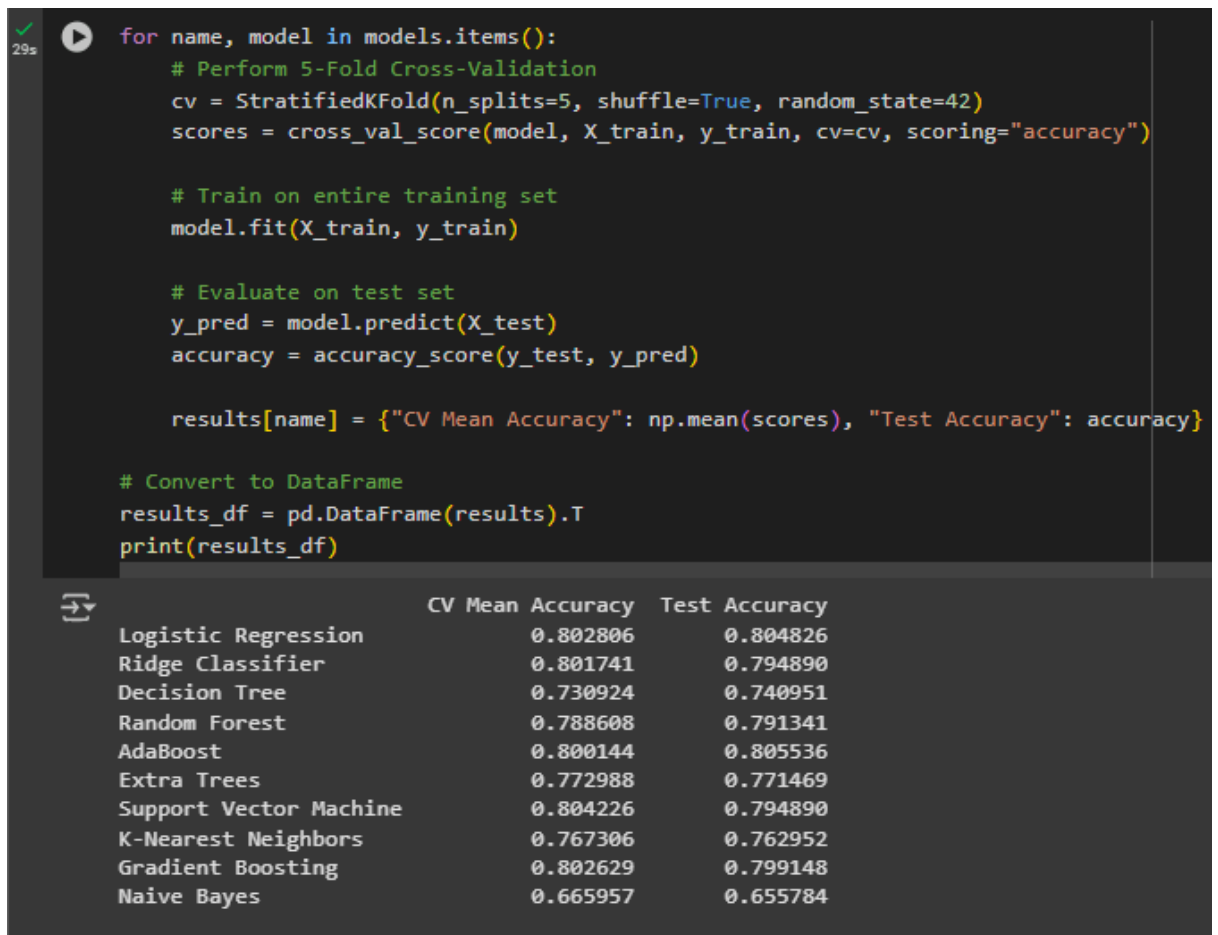 29s
for name, model in models.items():
# Perform 5-Fold Cross-Validation
cv = StratifiedKFold(n_splits=5, shuffle=True, random_state=42)
scores = cross_val_score(model, X_train, y_train, cv=cv, scoring="accuracy")
# Train on entire training set
model.fit(X_train, y_train)
# Evaluate on test set
y_pred = model.predict(X_test)
accuracy = accuracy_score(y_test, y_pred)
results[name] = {"CV Mean Accuracy": np.mean(scores), "Test Accuracy": accuracy}
# Convert to DataFrame
results_df = pd.DataFrame(results).T
print(results_df)
CV Mean Accuracy Test Accuracy
Logistic Regression 0.802806 0.804826
Ridge Classifier 0.801741 0.794890
Decision Tree 0.730924 0.740951
Random Forest 0.788608 0.791341
AdaBoost 0.800144 0.805536
Extra Trees 0.772988 0.771469
Support Vector Machine 0.804226 0.794890
K-Nearest Neighbors 0.767306 0.762952
Gradient Boosting 0.802629 0.799148
Naive Bayes 0.665957 0.655784